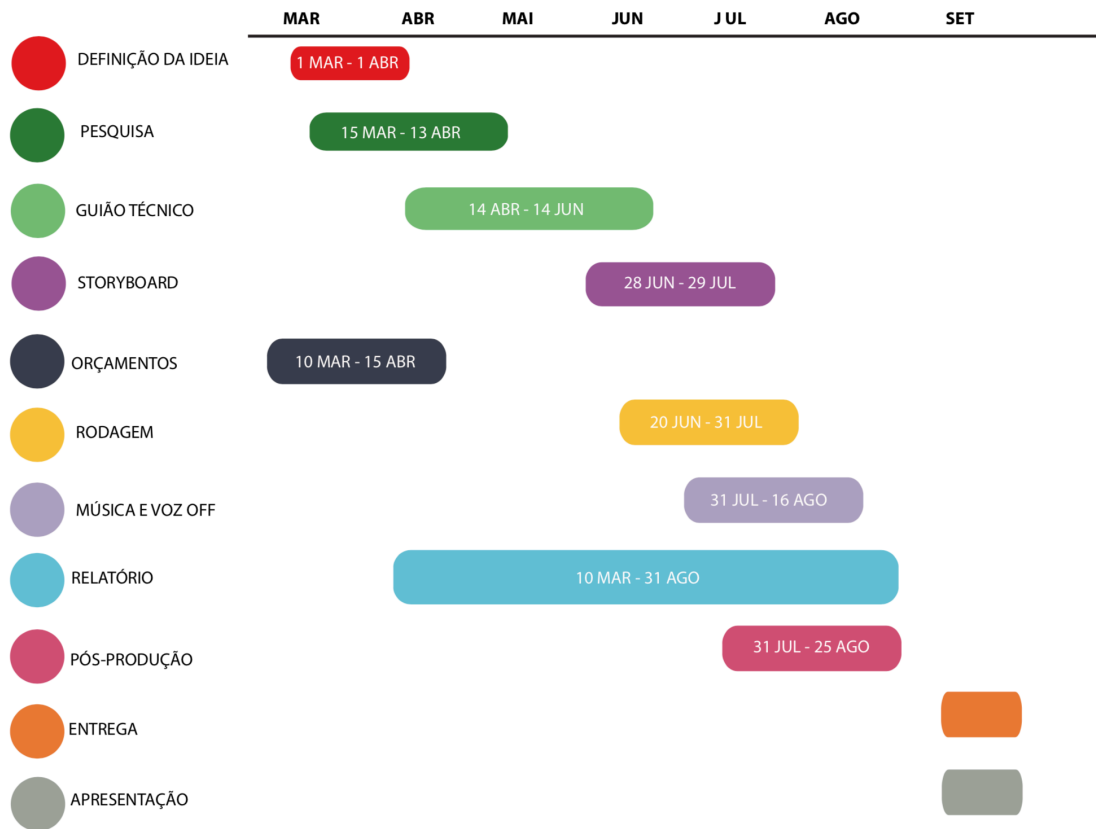 MAR ABR MAI JUN J UL AGO SET
DEFINIÇÃO DA IDEIA 1 MAR - 1 ABR
PESQUISA 15 MAR - 13 ABR
GUIÃO TÉCNICO 14 ABR - 14 JUN
STORYBOARD 28 JUN - 29 JUL
ORÇAMENTOS 10 MAR - 15 ABR
RODAGEM 20 JUN - 31 JUL
MÚSICA E VOZ OFF 31 JUL - 16 AGO
RELATÓRIO 10 MAR - 31 AGO
PÓS-PRODUÇÃO 31 JUL - 25 AGO
ENTREGA
APRESENTAÇÃO